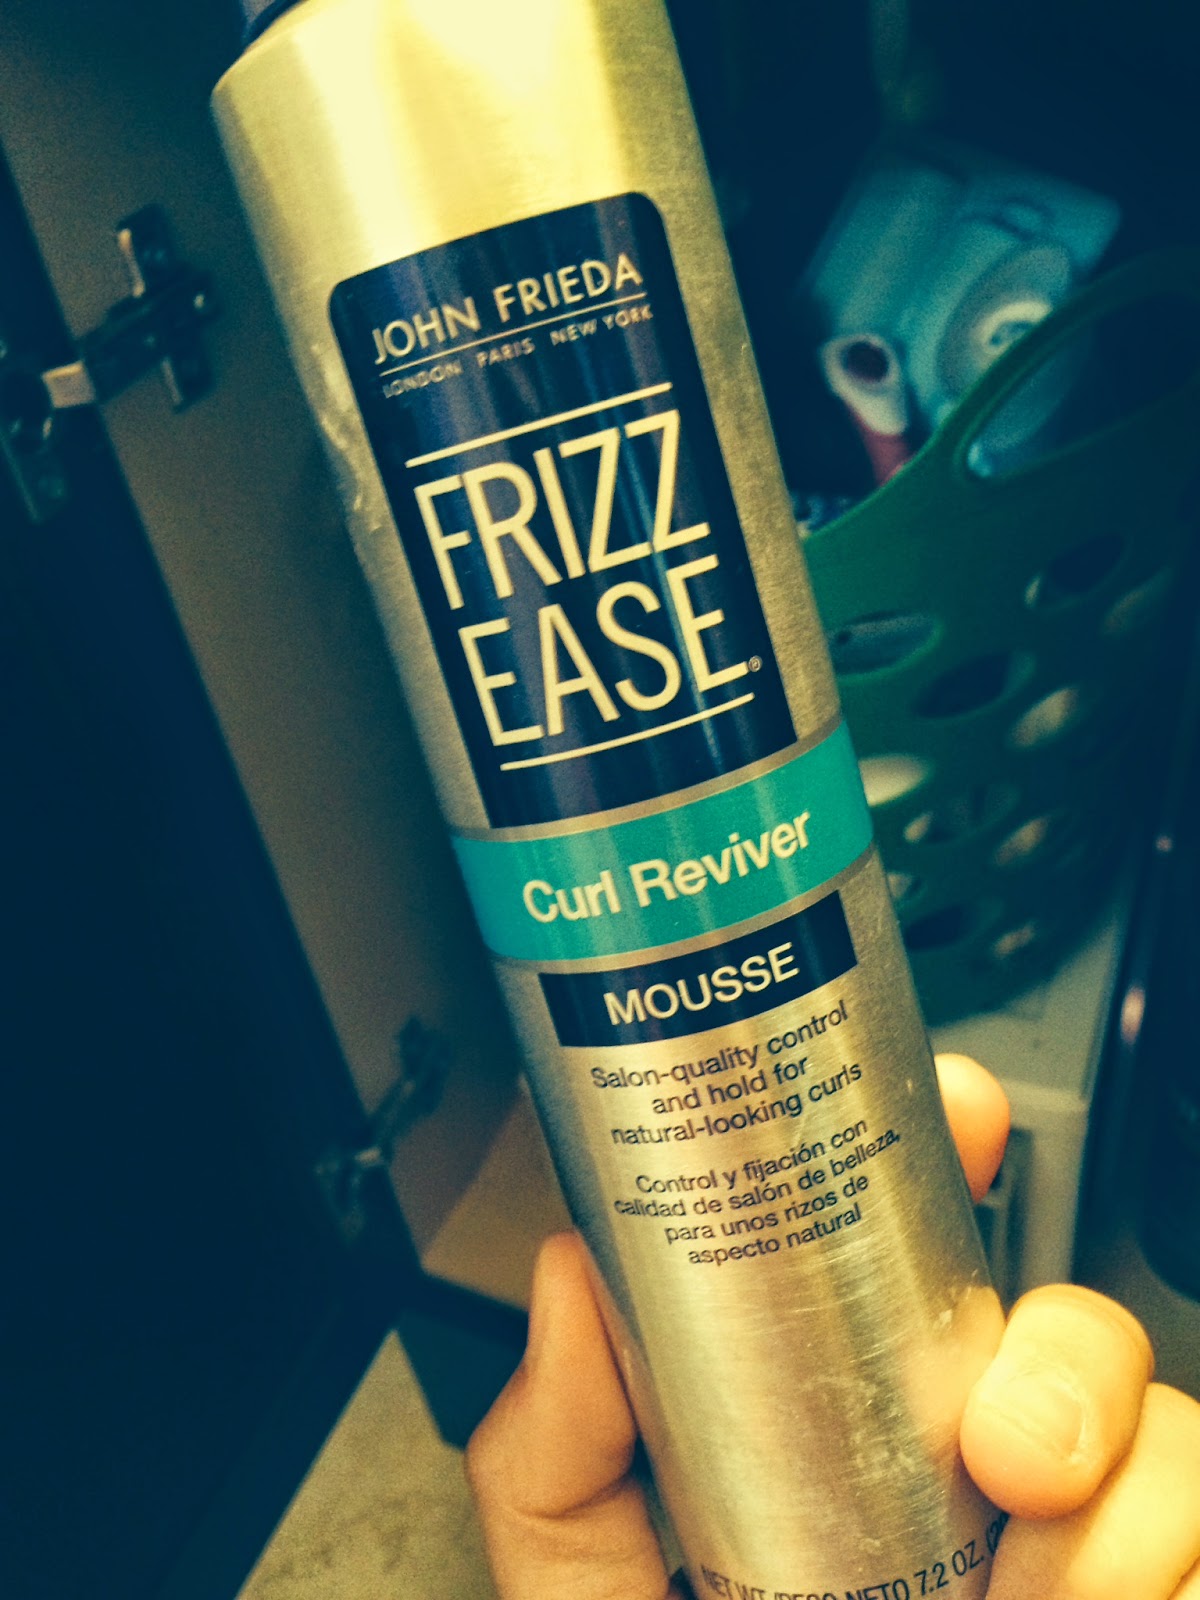 JOHN FRIEDA
LONDON PARIS NEW YORK
FRIZZ
EASE®
Curl Reviver
MOUSSE
Salon-quality control
and hold for
natural-looking curls
Control y fijación con
calidad de salón de belleza,
para unos rizos de
aspecto natural
NET WT./PESO NETO 7.2 OZ.